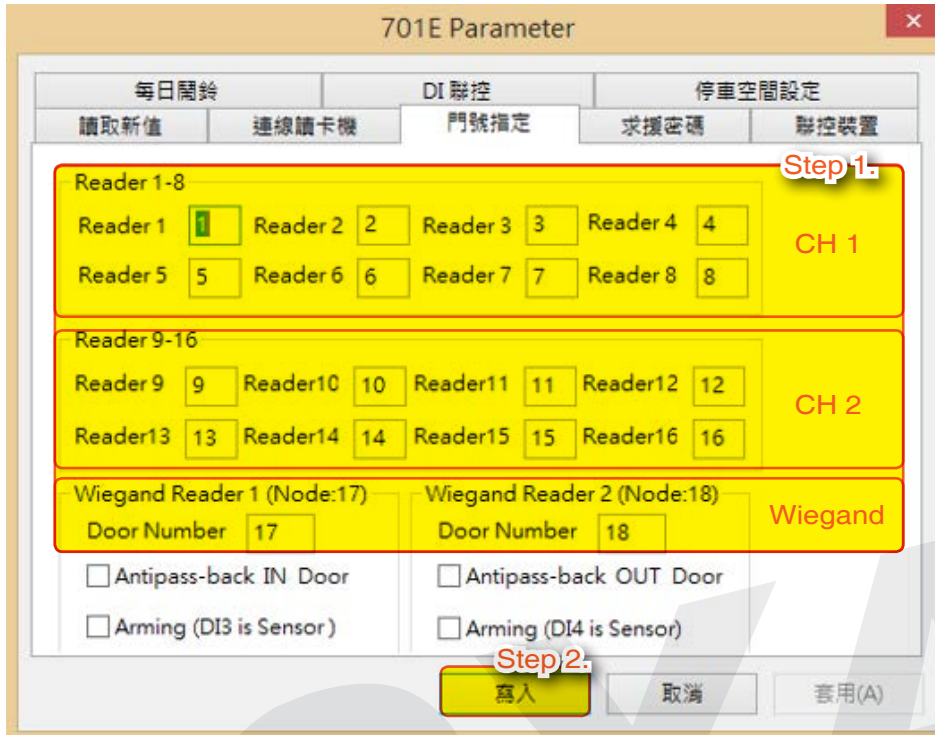 701E Parameter
×
每日鬧鈴 DI 聯控 停車空間設定
讀取新值 連線讀卡機 門號指定 求援密碼 聯控裝置
Step 1.
Reader 1-8
Reader 1 1 Reader 2 2 Reader 3 3 Reader 4 4
CH 1
Reader 5 5 Reader 6 6 Reader 7 7 Reader 8 8
Reader 9-16
Reader 9 9 Reader10 10 Reader11 11 Reader12 12
CH 2
Reader13 13 Reader14 14 Reader15 15 Reader16 16
Wiegand Reader 1 (Node:17) Wiegand Reader 2 (Node:18)
Wiegand
Door Number 17 Door Number 18
Antipass-back IN Door Antipass-back OUT Door
Arming (DI3 is Sensor) Arming (DI4 is Sensor)
Step 2.
寫入 取消 套用(A)